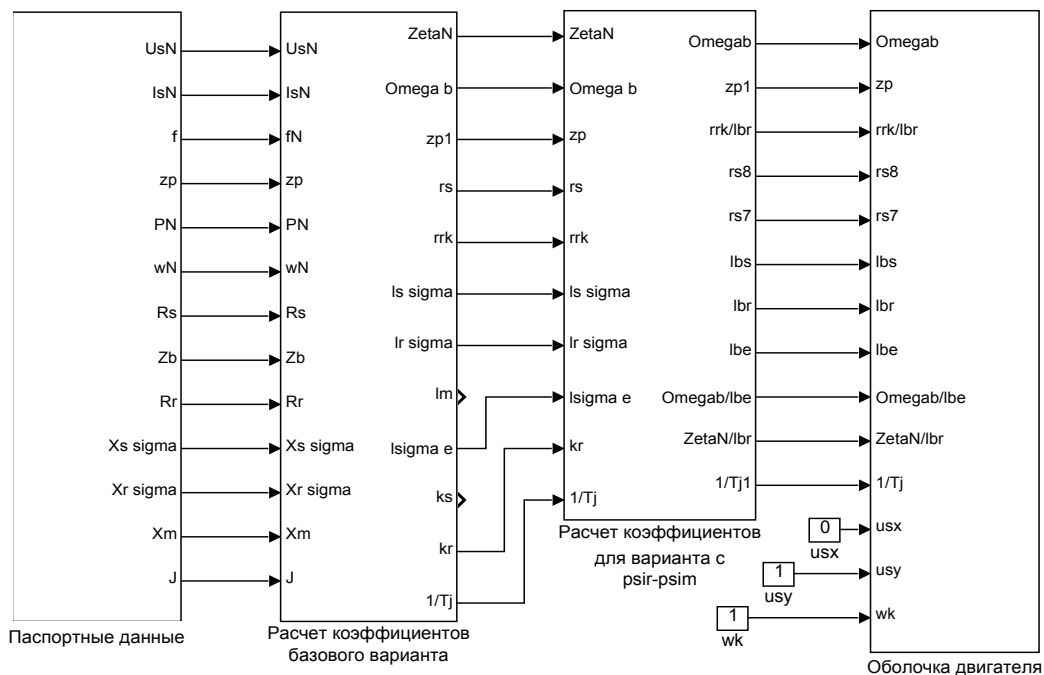 UsN
IsN
f
zp
PN
wN
Rs
Zb
Rr
Xs sigma
Xr sigma
Xm
J
Паспортные данные
UsN
IsN
fN
zp
PN
wN
Rs
Zb
Rr
Xs sigma
Xr sigma
Xm
J
ZetaN
Omega b
zp1
rs
rrk
ls sigma
lr sigma
lm
lsigma e
ks
kr
1/Tj
Расчет коэффициентов
базового варианта
ZetaN
Omega b
zp
rs
rrk
ls sigma
lr sigma
lsigma e
kr
1/Tj
Omegab
zp1
rrk/lbr
rs8
rs7
lbs
lbr
lbe
Omegab/lbe
ZetaN/lbr
1/Tj1
Расчет коэффициентов
для варианта с
psir-psim
0
usx
1
usy
1
wk
Omegab
zp
rrk/lbr
rs8
rs7
lbs
lbr
lbe
Omegab/lbe
ZetaN/lbr
1/Tj
usx
usy
wk
Оболочка двигателя